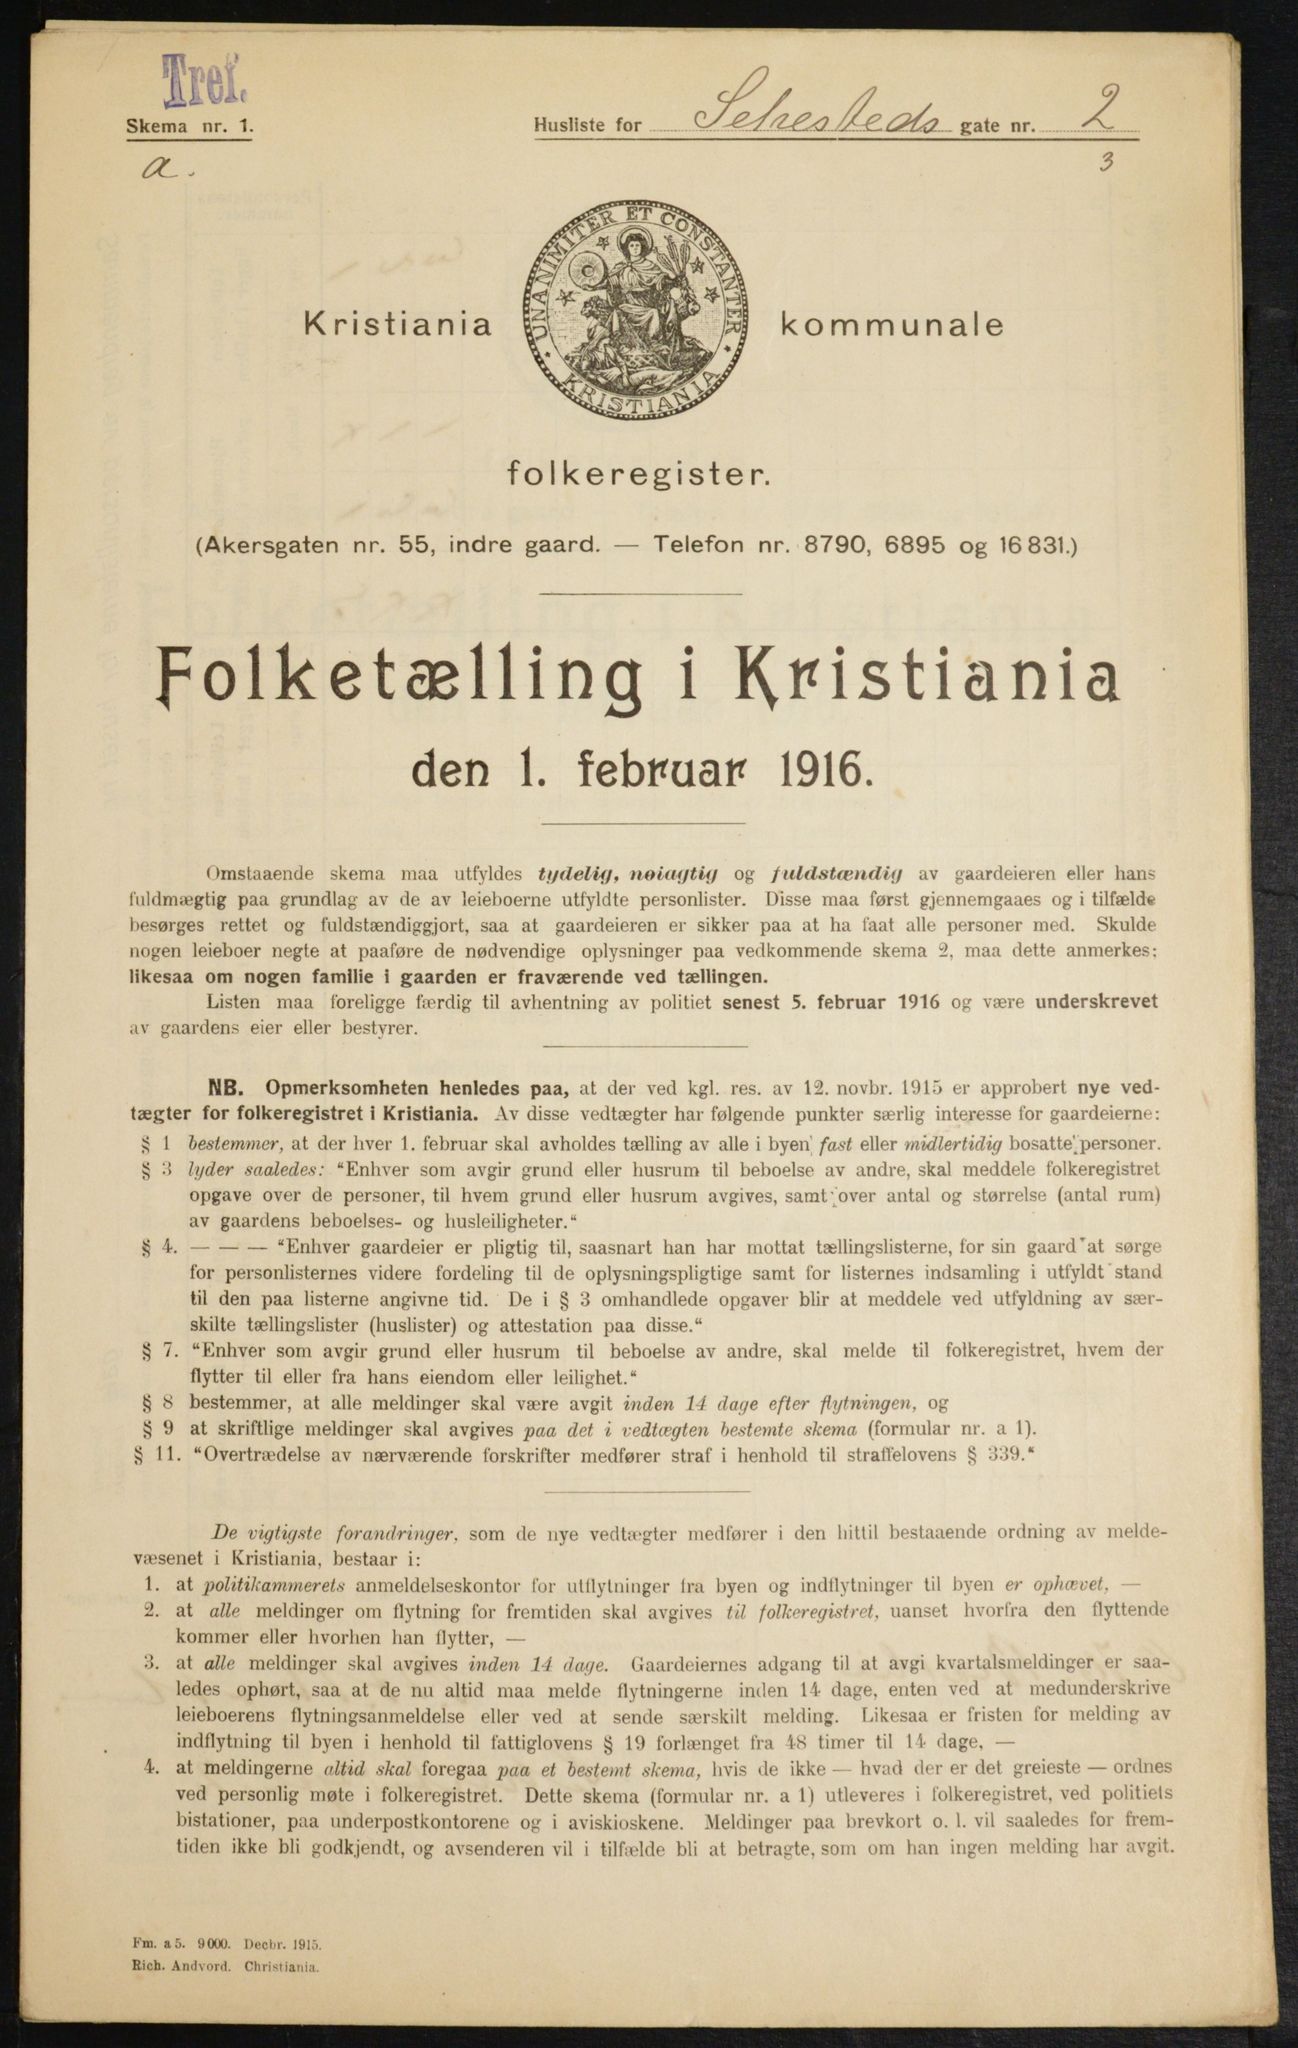 Tref.
Skema nr. 1.
Husliste for Sehesteds gate nr. 2
a.
3
UNANIMITER ET CONSTANTER
KRISTIANIA
Kristiania kommunale
folkeregister.
(Akersgaten nr. 55, indre gaard. — Telefon nr. 8790, 6895 og 16 831.)
Folketælling i Kristiania
den 1. februar 1916.
Omstaaende skema maa utfyldes tydelig, nøiagtig og fuldstændig av gaardeieren eller hans
fuldmægtig paa grundlag av de av leieboerne utfyldte personlister. Disse maa først gjennemgaaes og i tilfælde
besørges rettet og fuldstændiggjort, saa at gaardeieren er sikker paa at ha faat alle personer med. Skulde
nogen leieboer negte at paaføre de nødvendige oplysninger paa vedkommende skema 2, maa dette anmerkes;
likesaa om nogen familie i gaarden er fraværende ved tællingen.
Listen maa foreligge færdig til avhentning av politiet senest 5. februar 1916 og være underskrevet
av gaardens eier eller bestyrer.
NB. Opmerksomheten henledes paa, at der ved kgl. res. av 12. novbr. 1915 er approbert nye ved-
tægter for folkeregistret i Kristiania. Av disse vedtægter har følgende punkter særlig interesse for gaardeierne:
§ 1 bestemmer, at der hver 1. februar skal avholdes tælling av alle i byen fast eller midlertidig bosatte personer.
§ 3 lyder saaledes: "Enhver som avgir grund eller husrum til beboelse av andre, skal meddele folkeregistret
opgave over de personer, til hvem grund eller husrum avgives, samt over antal og størrelse (antal rum)
av gaardens beboelses- og husleiligheter."
§ 4. — — — "Enhver gaardeier er pligtig til, saasnart han har mottat tællingslisterne, for sin gaard at sørge
for personlisternes videre fordeling til de oplysningspligtige samt for listernes indsamling i utfyldt stand
til den paa listerne angivne tid. De i § 3 omhandlede opgaver blir at meddele ved utfyldning av sær-
skilte tællingslister (huslister) og attestation paa disse."
§ 7. "Enhver som avgir grund eller husrum til beboelse av andre, skal melde til folkeregistret, hvem der
flytter til eller fra hans eiendom eller leilighet."
§ 8 bestemmer, at alle meldinger skal være avgit inden 14 dage efter flytningen, og
§ 9 at skriftlige meldinger skal avgives paa det i vedtægten bestemte skema (formular nr. a 1).
§ 11. "Overtrædelse av nærværende forskrifter medfører straf i henhold til straffelovens § 339."
De vigtigste forandringer, som de nye vedtægter medfører i den hittil bestaaende ordning av melde-
væsenet i Kristiania, bestaar i:
1. at politikammerets anmeldelseskontor for utflytninger fra byen og indflytninger til byen er ophævet, —
2. at alle meldinger om flytning for fremtiden skal avgives til folkeregistret, uanset hvorfra den flyttende
kommer eller hvorhen han flytter, —
3. at alle meldinger skal avgives inden 14 dage. Gaardeiernes adgang til at avgi kvartalsmeldinger er saa-
ledes ophørt, saa at de nu altid maa melde flytningerne inden 14 dage, enten ved at medunderskrive
leieboerens flytningsanmeldelse eller ved at sende særskilt melding. Likesaa er fristen for melding av
indflytning til byen i henhold til fattiglovens § 19 forlænget fra 48 timer til 14 dage, —
4. at meldingerne altid skal foregaa paa et bestemt skema, hvis de ikke — hvad der er det greieste — ordnes
ved personlig møte i folkeregistret. Dette skema (formular nr. a 1) utleveres i folkeregistret, ved politiets
bistationer, paa underpostkontorene og i aviskioskene. Meldinger paa brevkort o. l. vil saaledes for frem-
tiden ikke bli godkjendt, og avsenderen vil i tilfælde bli at betragte, som om han ingen melding har avgit.
Fm. a 5. 9 000. Decbr. 1915.
Rich. Andvord. Christiania.